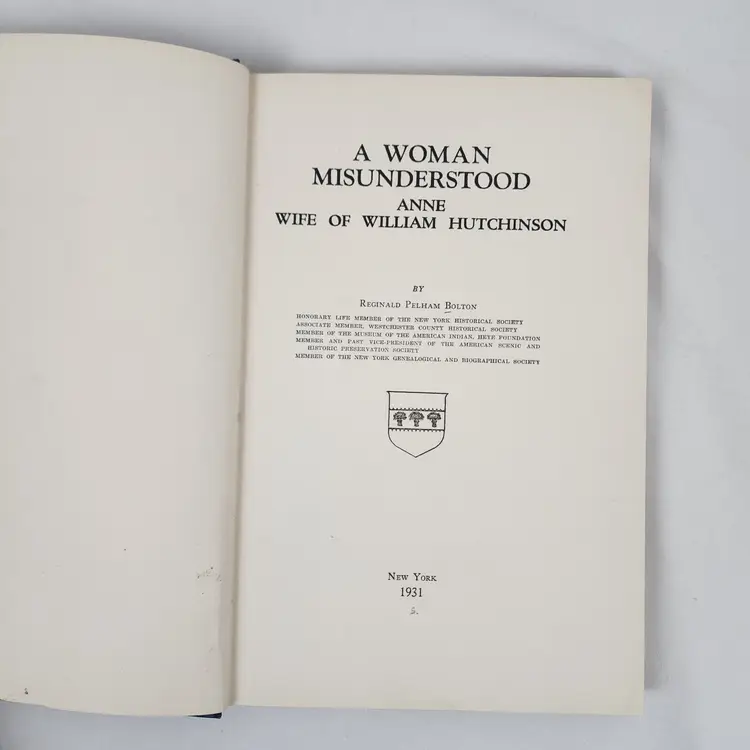 A WOMAN
MISUNDERSTOOD
ANNE
WIFE OF WILLIAM HUTCHINSON
BY
REGINALD PELHAM BOLTON
HONORARY LIFE MEMBER OF THE NEW YORK HISTORICAL SOCIETY
ASSOCIATE MEMBER, WESTCHESTER COUNTY HISTORICAL SOCIETY
MEMBER OF THE MUSEUM OF THE AMERICAN INDIAN, HEYE FOUNDATION
MEMBER AND PAST VICE-PRESIDENT OF THE AMERICAN SCENIC AND
HISTORIC PRESERVATION SOCIETY
MEMBER OF THE NEW YORK GENEALOGICAL AND BIOGRAPHICAL SOCIETY
NEW YORK
1931